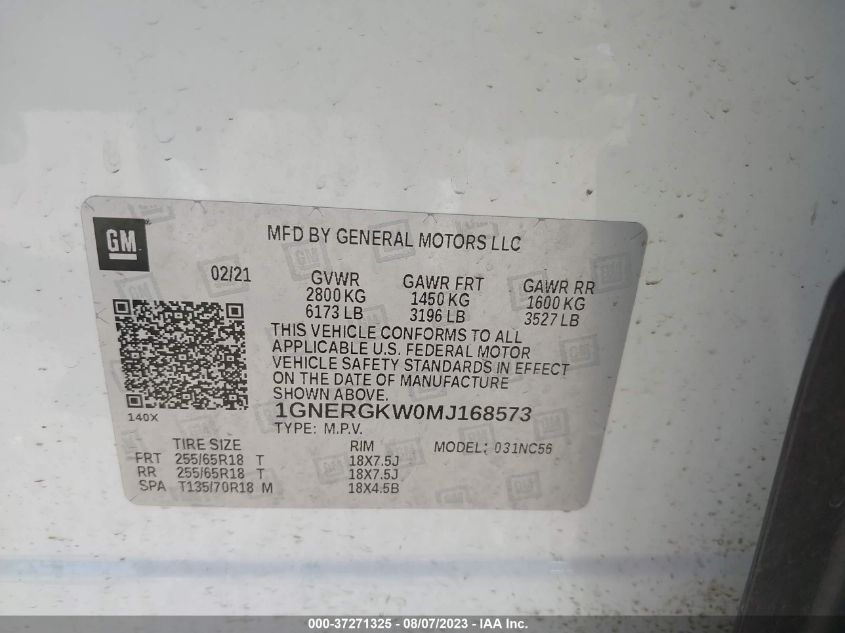 GM
MFD BY GENERAL MOTORS LLC
02/21 GVWR GAWR FRT GAWR RR
2800 KG 1450 KG 1600 KG
6173 LB 3196 LB 3527 LB
THIS VEHICLE CONFORMS TO ALL
APPLICABLE U.S. FEDERAL MOTOR
VEHICLE SAFETY STANDARDS IN EFFECT
ON THE DATE OF MANUFACTURE
SHOWN ABOVE.
140X
1GNERGKW0MJ168573
TYPE: M.P.V.
TIRE SIZE RIM MODEL: 031NC56
FRT 255/65R18 T 18X7.5J
RR 255/65R18 T 18X7.5J
SPA T135/70R18 M 18X4.5B
000-37271325 - 08/07/2023 - IAA Inc.